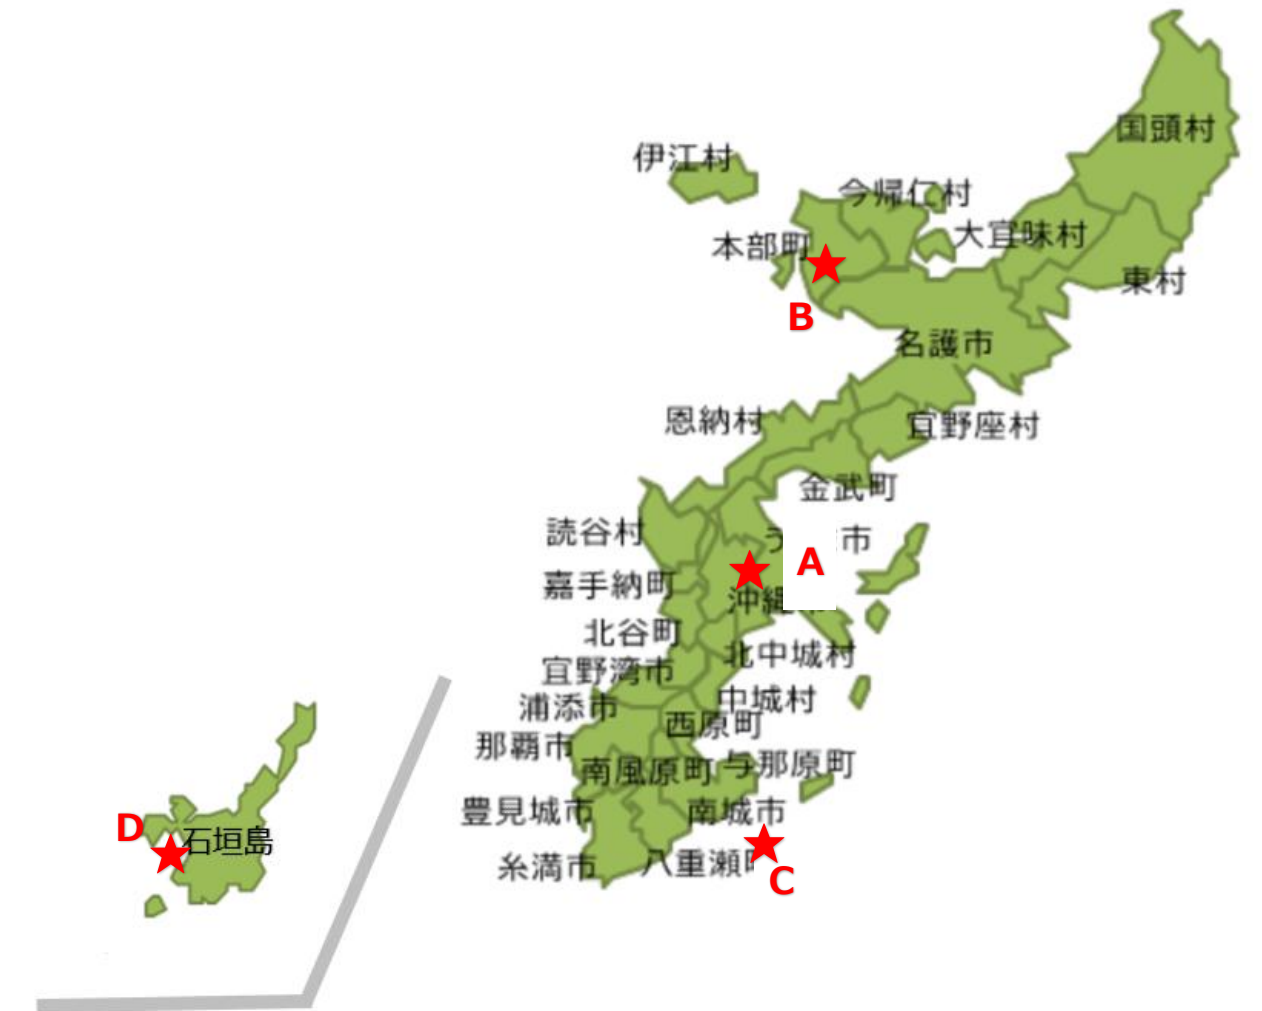 国頭村
伊江村
今帰仁村
大宜味村
本部町
東村
B
名護市
恩納村
宜野座村
金武町
読谷村
う
市
A
嘉手納町
沖縄
北谷町
北中城村
宜野湾市
中城村
浦添市
西原町
那覇市
南風原町
与那原町
豊見城市
南城市
D
石垣島
糸満市
八重瀬
C